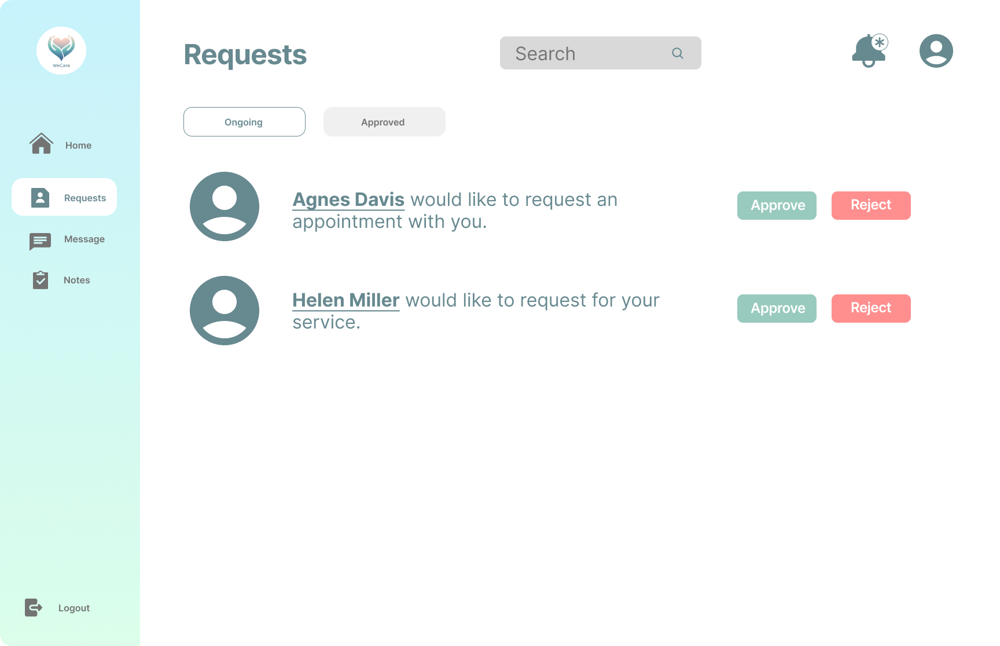 WeCare
Home
Requests
Message
Notes
Logout
Requests
Search
Ongoing
Approved
Agnes Davis would like to request an
appointment with you.
Approve
Reject
Helen Miller would like to request for your
service.
Approve
Reject